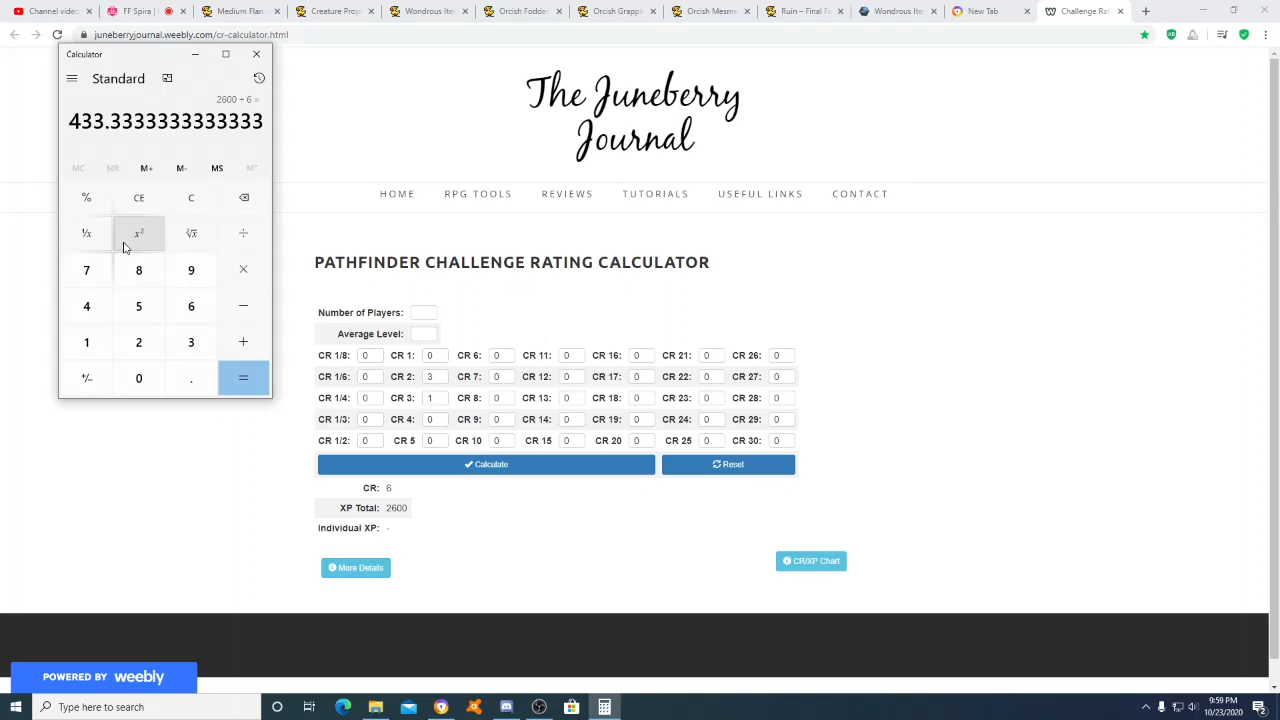 Channel video
FF Spira
Medium Plan
Creature Prop
Wondrous Ite
Orcish Fodder
Orcish Grappl
Orcish Mesme
Ruin – Final Fa
Wondrous Ite
New Tab
Challenge Ra
juneberryjournal.weebly.com/cr-calculator.html
Calculator
Standard
2600 ÷ 6 =
433.3333333333333
MC MR M+ M- MS M˅
% CE C
¹/x x² ²√x ÷
7 8 9 ×
4 5 6 −
1 2 3 +
+/- 0 . =
The Juneberry
Journal
HOME RPG TOOLS REVIEWS TUTORIALS USEFUL LINKS CONTACT
PATHFINDER CHALLENGE RATING CALCULATOR
Number of Players:
Average Level:
CR 1/8: 0 CR 1: 0 CR 6: 0 CR 11: 0 CR 16: 0 CR 21: 0 CR 26: 0
CR 1/6: 0 CR 2: 3 CR 7: 0 CR 12: 0 CR 17: 0 CR 22: 0 CR 27: 0
CR 1/4: 0 CR 3: 1 CR 8: 0 CR 13: 0 CR 18: 0 CR 23: 0 CR 28: 0
CR 1/3: 0 CR 4: 0 CR 9: 0 CR 14: 0 CR 19: 0 CR 24: 0 CR 29: 0
CR 1/2: 0 CR 5 0 CR 10 0 CR 15 0 CR 20 0 CR 25 0 CR 30: 0
Calculate Reset
CR: 6
XP Total: 2600
Individual XP: -
More Details
CR/XP Chart
POWERED BY weebly
Type here to search
9:59 PM
10/23/2020
2